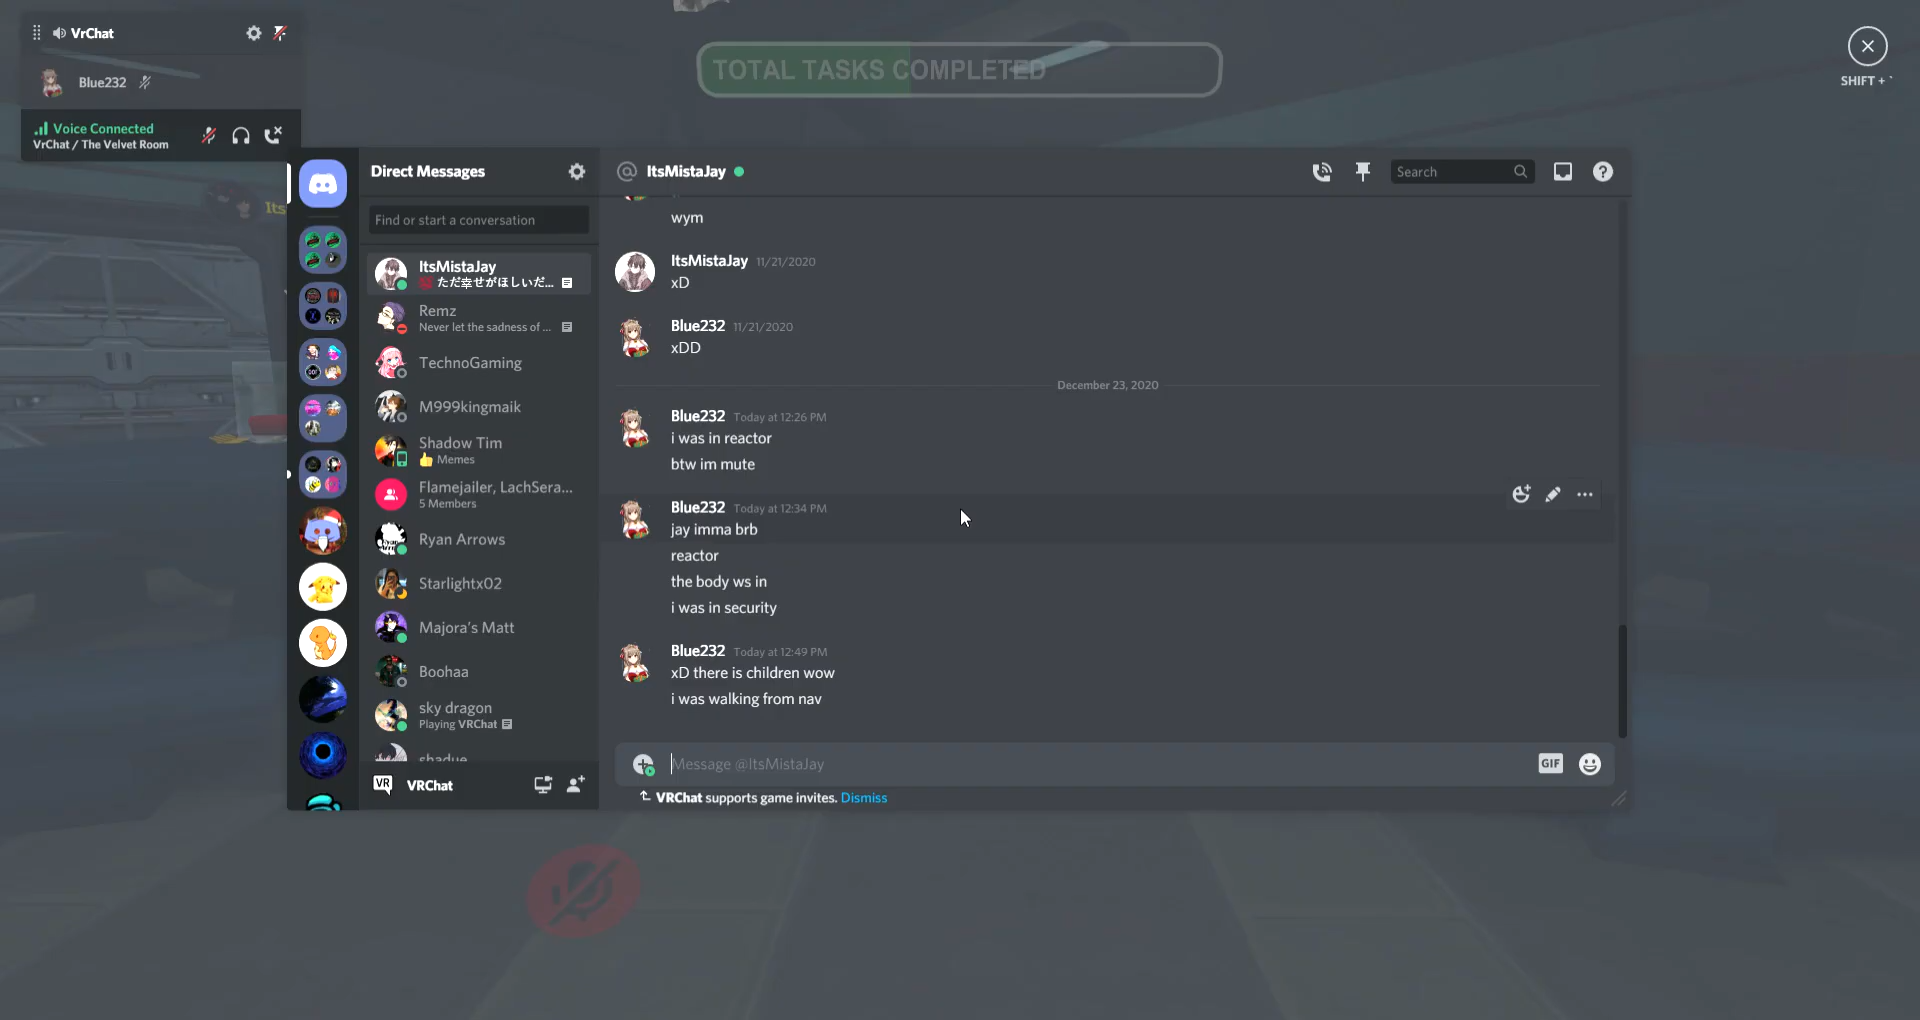 VrChat
Blue232
Voice Connected
VrChat / The Velvet Room
TOTAL TASKS COMPLETED
SHIFT + `
Its
Direct Messages
Find or start a conversation
ItsMistaJay
ただ幸せがほしいだ...
Remz
Never let the sadness of ...
TechnoGaming
M999kingmaik
Shadow Tim
👍 Memes
Flamejailer, LachSera...
5 Members
Ryan Arrows
Starlightx02
Majora's Matt
Boohaa
sky dragon
Playing VRChat
shadue
VR VRChat
@ ItsMistaJay
Search
wym
ItsMistaJay 11/21/2020
xD
Blue232 11/21/2020
xDD
December 23, 2020
Blue232 Today at 12:26 PM
i was in reactor
btw im mute
Blue232 Today at 12:34 PM
jay imma brb
reactor
the body ws in
i was in security
Blue232 Today at 12:49 PM
xD there is children wow
i was walking from nav
Message @ItsMistaJay
GIF
VRChat supports game invites. Dismiss